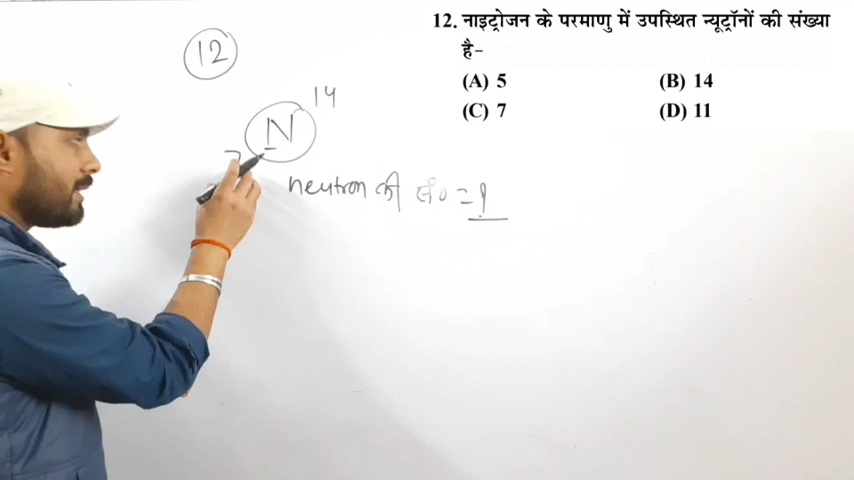 12. नाइट्रोजन के परमाणु में उपस्थित न्यूट्रॉनों की संख्या
है-
(A) 5 (B) 14
(C) 7 (D) 11
12
14
N
7
neutron की सं० = ?